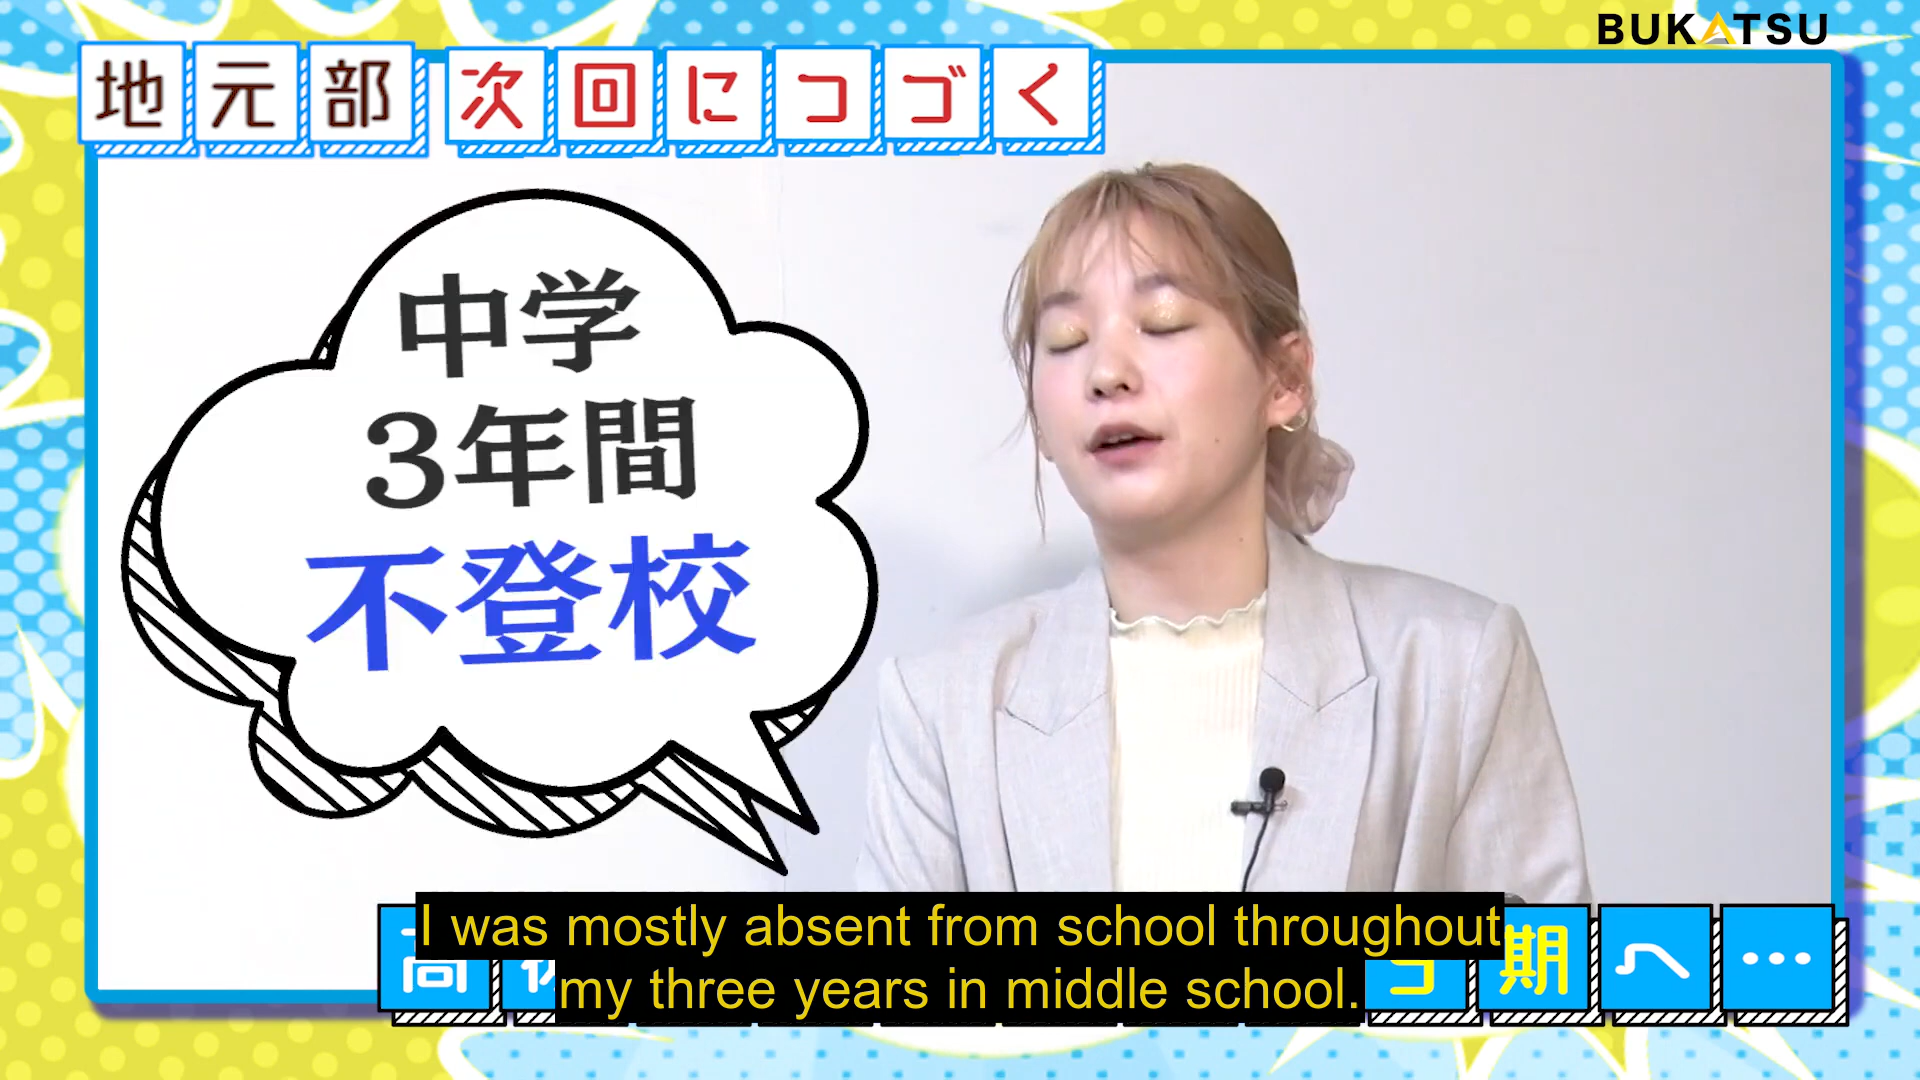 BUKATSU
地元部 次回につづく
中学
3年間
不登校
I was mostly absent from school throughout
my three years in middle school.
期へ…